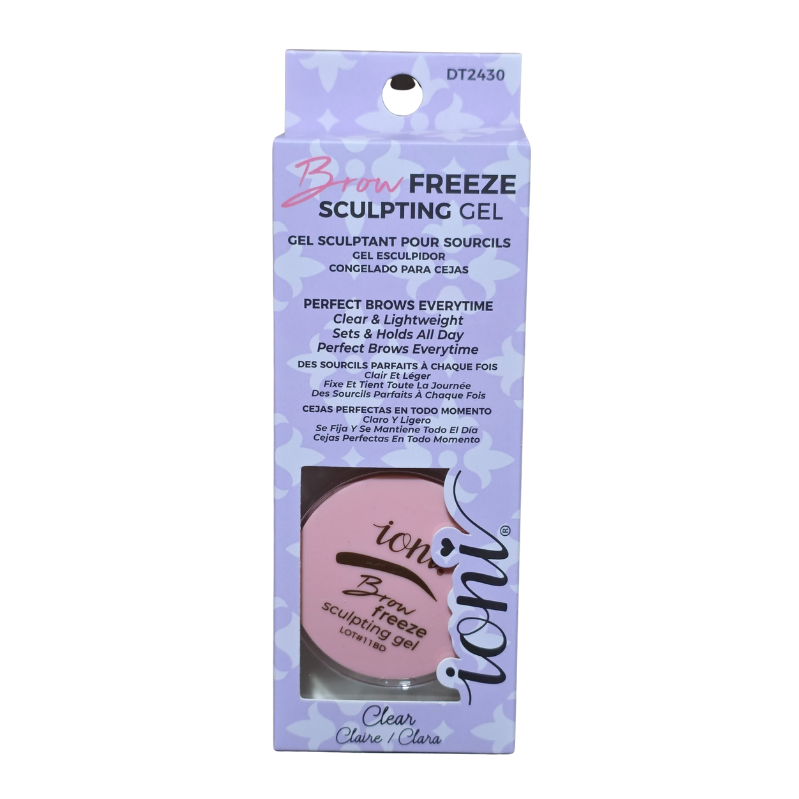 DT2430
Brow FREEZE
SCULPTING GEL
GEL SCULPTANT POUR SOURCILS
GEL ESCULPIDOR
CONGELADO PARA CEJAS
PERFECT BROWS EVERYTIME
Clear & Lightweight
Sets & Holds All Day
Perfect Brows Everytime
DES SOURCILS PARFAITS À CHAQUE FOIS
Clair Et Léger
Fixe Et Tient Toute La Journée
Des Sourcils Parfaits À Chaque Fois
CEJAS PERFECTAS EN TODO MOMENTO
Claro Y Ligero
Se Fija Y Se Mantiene Todo El Día
Cejas Perfectas En Todo Momento
ioni
Brow
freeze
sculpting gel
LOT#11BD
ioni®
Clear
Claire / Clara